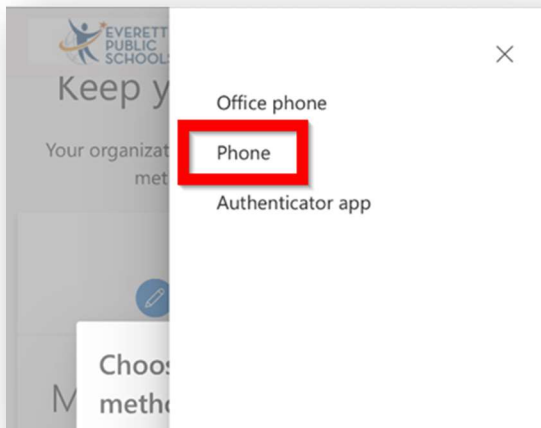 EVERETT
PUBLIC
SCHOOLS
Keep y
Your organizat
met
Office phone
Phone
Authenticator app
Choos
metho
M